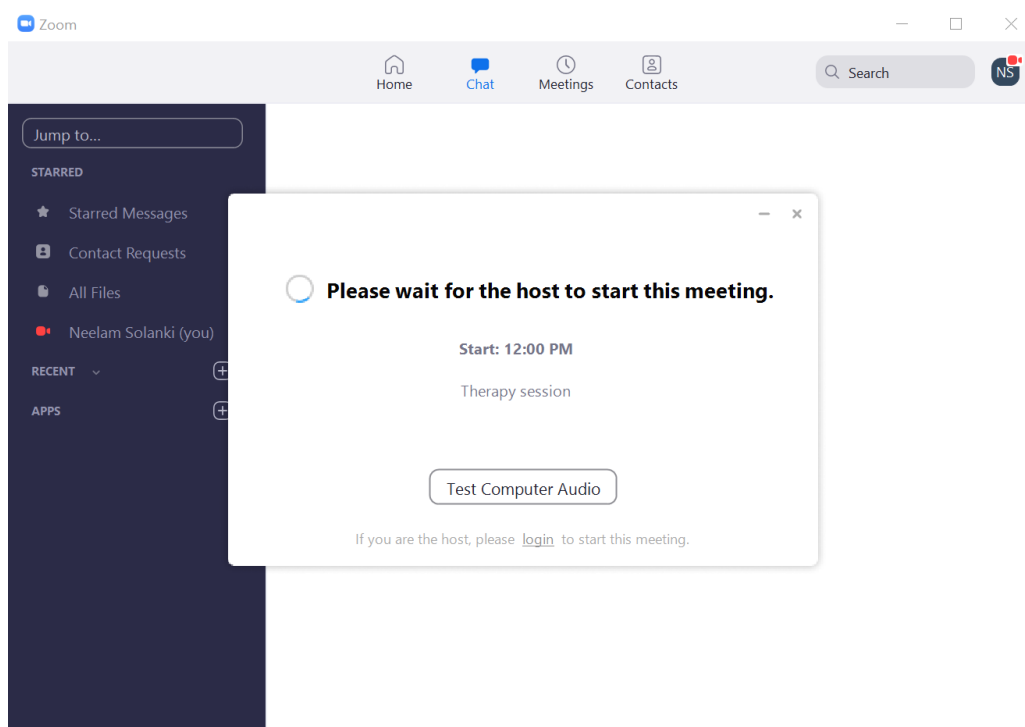 Zoom
Home Chat Meetings Contacts
Search
NS
Jump to...
STARRED
Starred Messages
Contact Requests
All Files
Neelam Solanki (you)
RECENT
APPS
Please wait for the host to start this meeting.
Start: 12:00 PM
Therapy session
Test Computer Audio
If you are the host, please login to start this meeting.